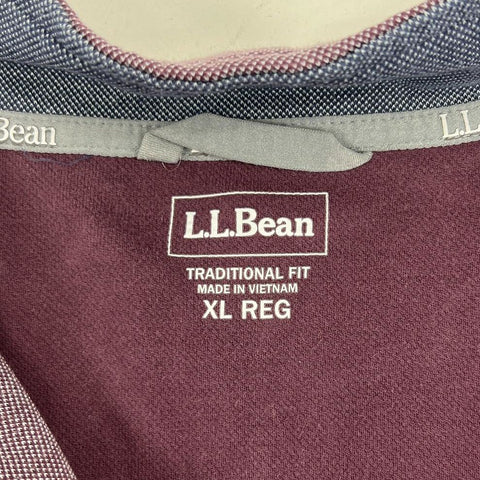 Bean
L.L.B
L.L.Bean
TRADITIONAL FIT
MADE IN VIETNAM
XL REG